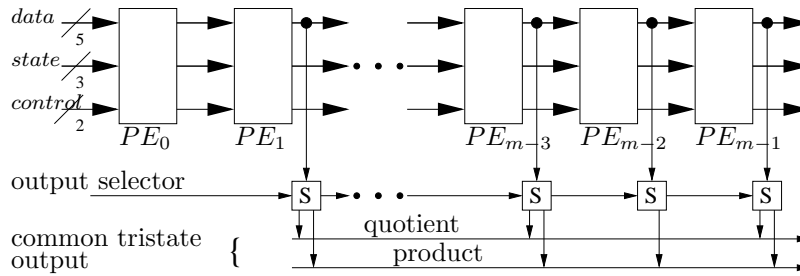 data 5
state 3
control 2
PE0 PE1 PEm−3 PEm−2 PEm−1
output selector S S S S
quotient
common tristate
output {
product